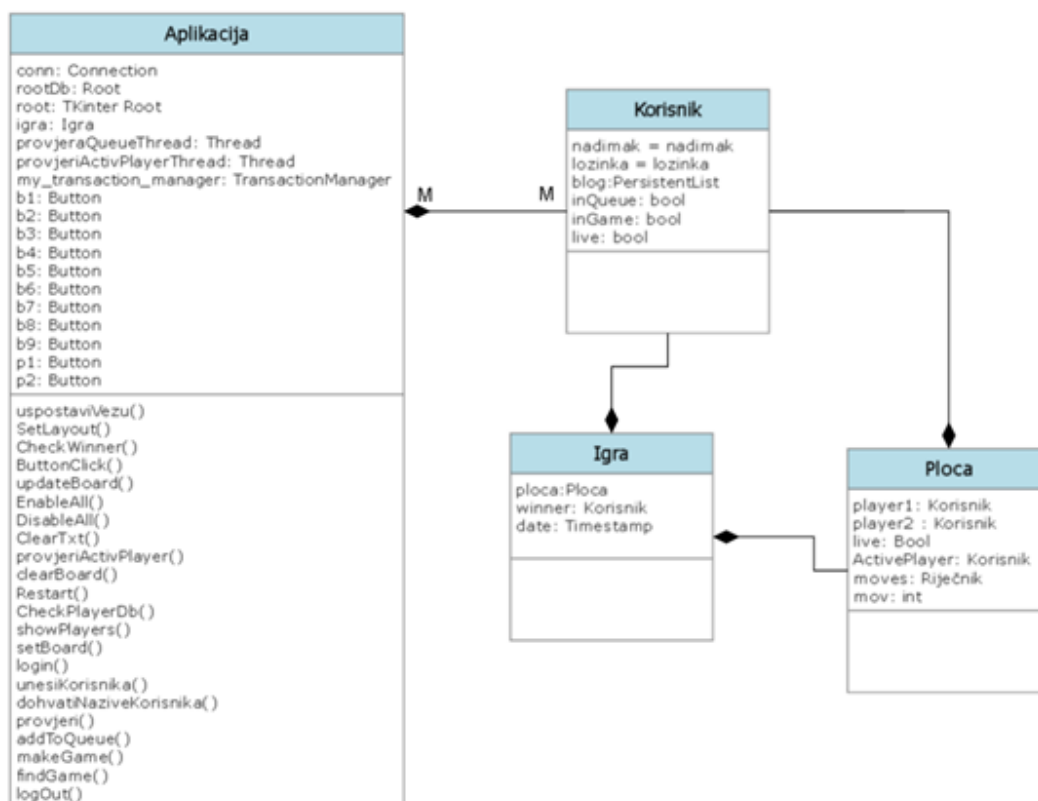 Aplikacija
conn: Connection
rootDb: Root
root: TKinter Root
igra: Igra
provjeraQueueThread: Thread
provjeriActivPlayerThread: Thread
my_transaction_manager: TransactionManager
b1: Button
b2: Button
b3: Button
b4: Button
b5: Button
b6: Button
b7: Button
b8: Button
b9: Button
p1: Button
p2: Button
uspostaviVezu()
SetLayout()
CheckWinner()
ButtonClick()
updateBoard()
EnableAll()
DisableAll()
ClearTxt()
provjeriActivPlayer()
clearBoard()
Restart()
CheckPlayerDb()
showPlayers()
setBoard()
login()
unesiKorisnika()
dohvatiNaziveKorisnika()
provjeri()
addToQueue()
makeGame()
findGame()
logOut()
M
M
Korisnik
nadimak = nadimak
lozinka = lozinka
blog:PersistentList
inQueue: bool
inGame: bool
live: bool
Igra
ploca:Ploca
winner: Korisnik
date: Timestamp
Ploca
player1: Korisnik
player2 : Korisnik
live: Bool
ActivePlayer: Korisnik
moves: Riječnik
mov: int